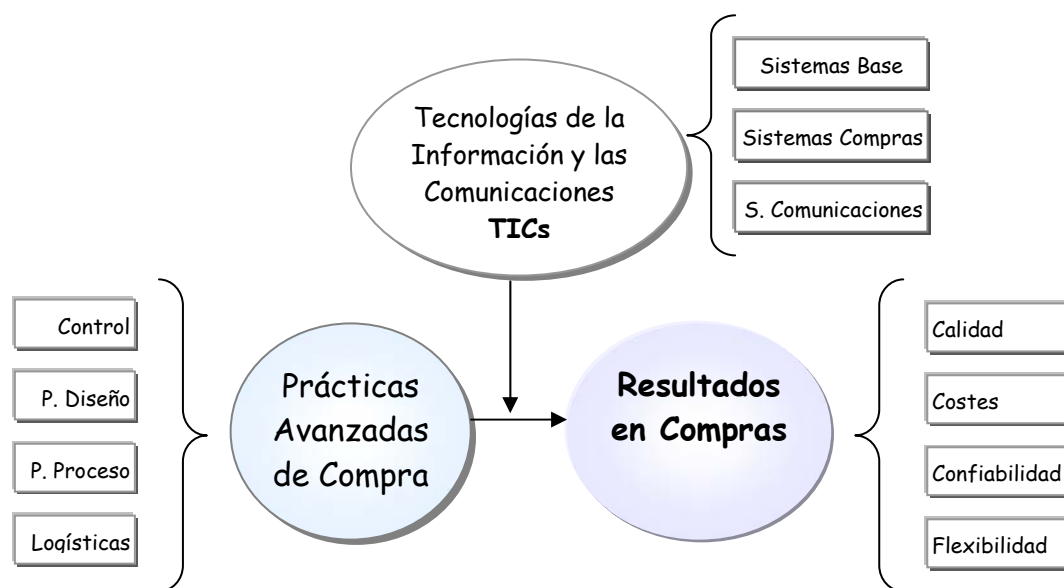 Sistemas Base
Sistemas Compras
S. Comunicaciones
Tecnologías de la
Información y las
Comunicaciones
TICs
Control
P. Diseño
P. Proceso
Logísticas
Prácticas
Avanzadas
de Compra
Resultados
en Compras
Calidad
Costes
Confiabilidad
Flexibilidad